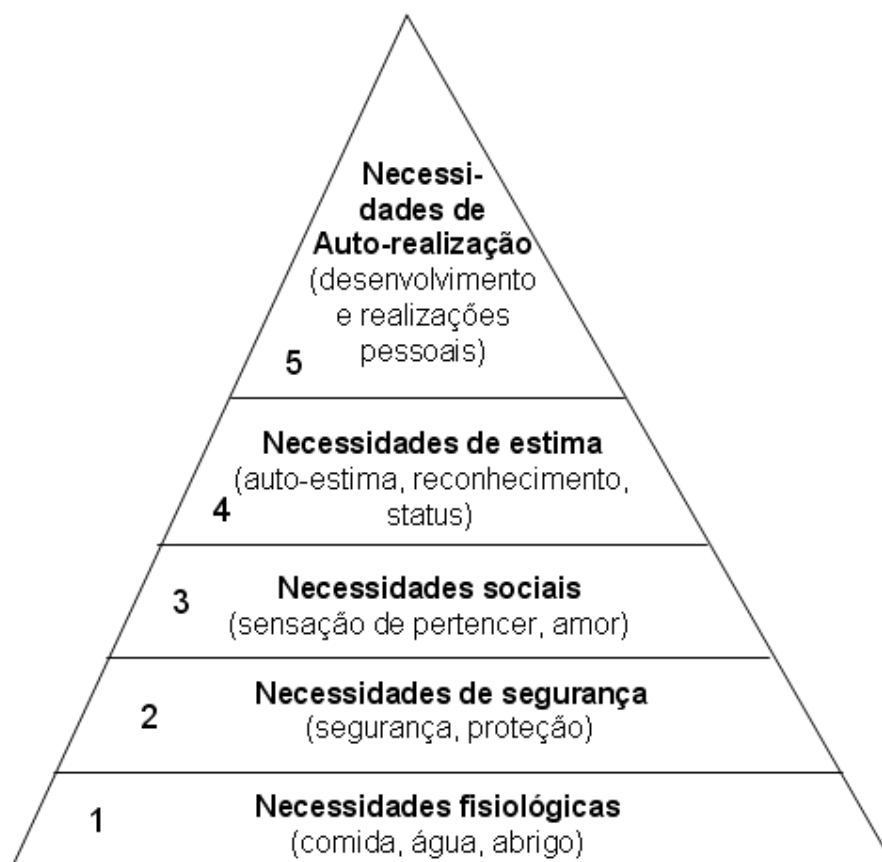 Necessi-
dades de
Auto-realização
(desenvolvimento
e realizações
pessoais)
5
Necessidades de estima
(auto-estima, reconhecimento,
status)
4
Necessidades sociais
3
(sensação de pertencer, amor)
Necessidades de segurança
2
(segurança, proteção)
Necessidades fisiológicas
1
(comida, água, abrigo)